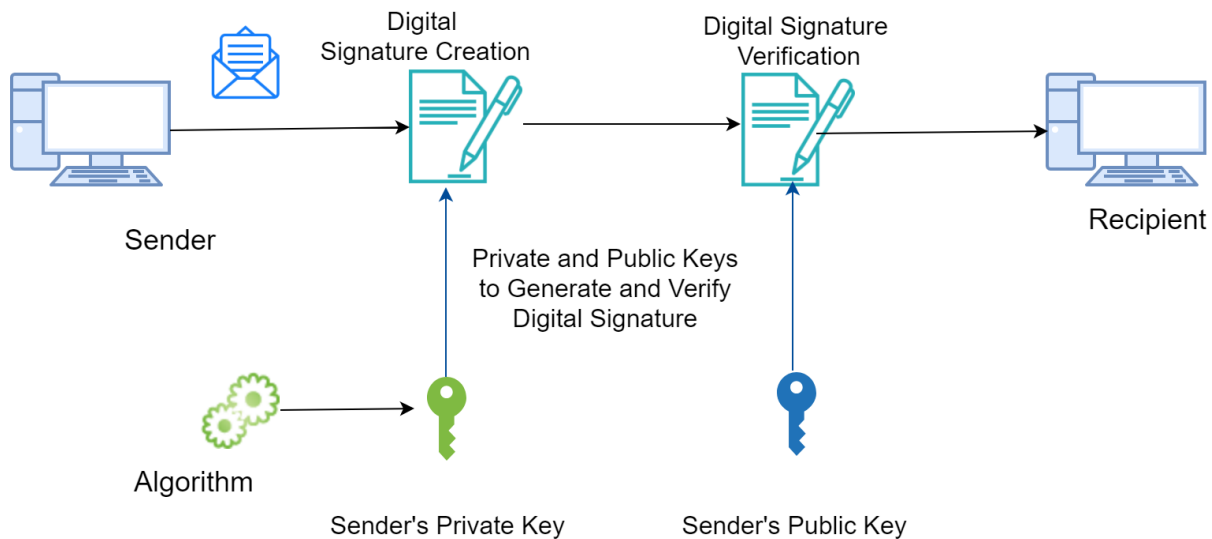 Digital
Signature Creation
Digital Signature
Verification
Sender
Recipient
Private and Public Keys
to Generate and Verify
Digital Signature
Algorithm
Sender's Private Key
Sender's Public Key